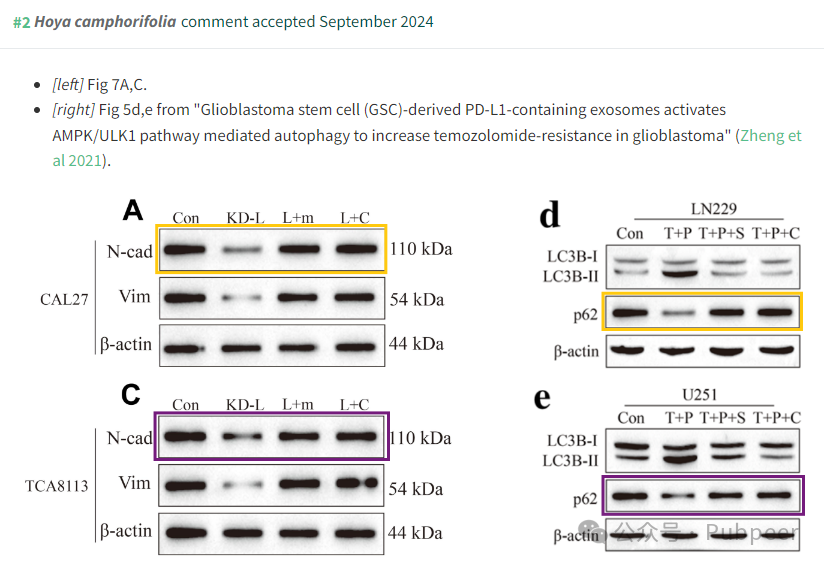 #2 Hoya camphorifolia comment accepted September 2024
[left] Fig 7A,C.
[right] Fig 5d,e from "Glioblastoma stem cell (GSC)-derived PD-L1-containing exosomes activates
AMPK/ULK1 pathway mediated autophagy to increase temozolomide-resistance in glioblastoma" (Zheng et
al 2021).
A
Con KD-L L+m L+C
CAL27
N-cad 110 kDa
Vim 54 kDa
β-actin 44 kDa
C
Con KD-L L+m L+C
TCA8113
N-cad 110 kDa
Vim 54 kDa
β-actin 44 kDa
d
LN229
Con T+P T+P+S T+P+C
LC3B-I
LC3B-II
p62
β-actin
e
U251
Con T+P T+P+S T+P+C
LC3B-I
LC3B-II
p62
β-actin
公众号 · Pubpeer